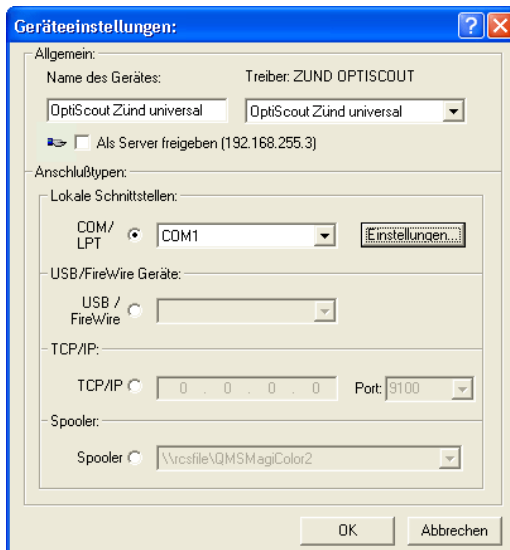 Geräteeinstellungen:
Allgemein:
Name des Gerätes: Treiber: ZUND OPTISCOUT
OptiScout Zünd universal OptiScout Zünd universal
Als Server freigeben (192.168.255.3)
Anschlußtypen:
Lokale Schnittstellen:
COM/
LPT COM1 Einstellungen...
USB/FireWire Geräte:
USB /
FireWire
TCP/IP:
TCP/IP 0 . 0 . 0 . 0 Port: 9100
Spooler:
Spooler \\rcsfile\QMSMagiColor2
OK Abbrechen